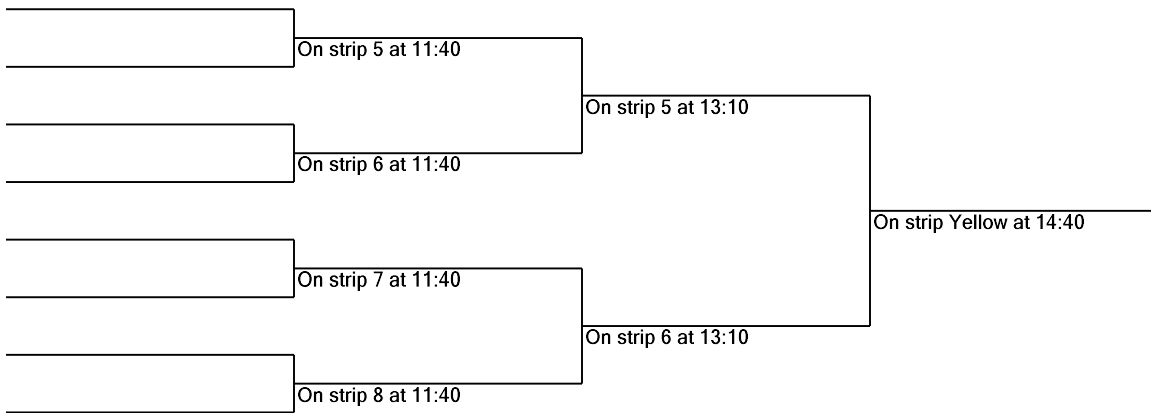 On strip 5 at 11:40
On strip 5 at 13:10
On strip 6 at 11:40
On strip Yellow at 14:40
On strip 7 at 11:40
On strip 6 at 13:10
On strip 8 at 11:40